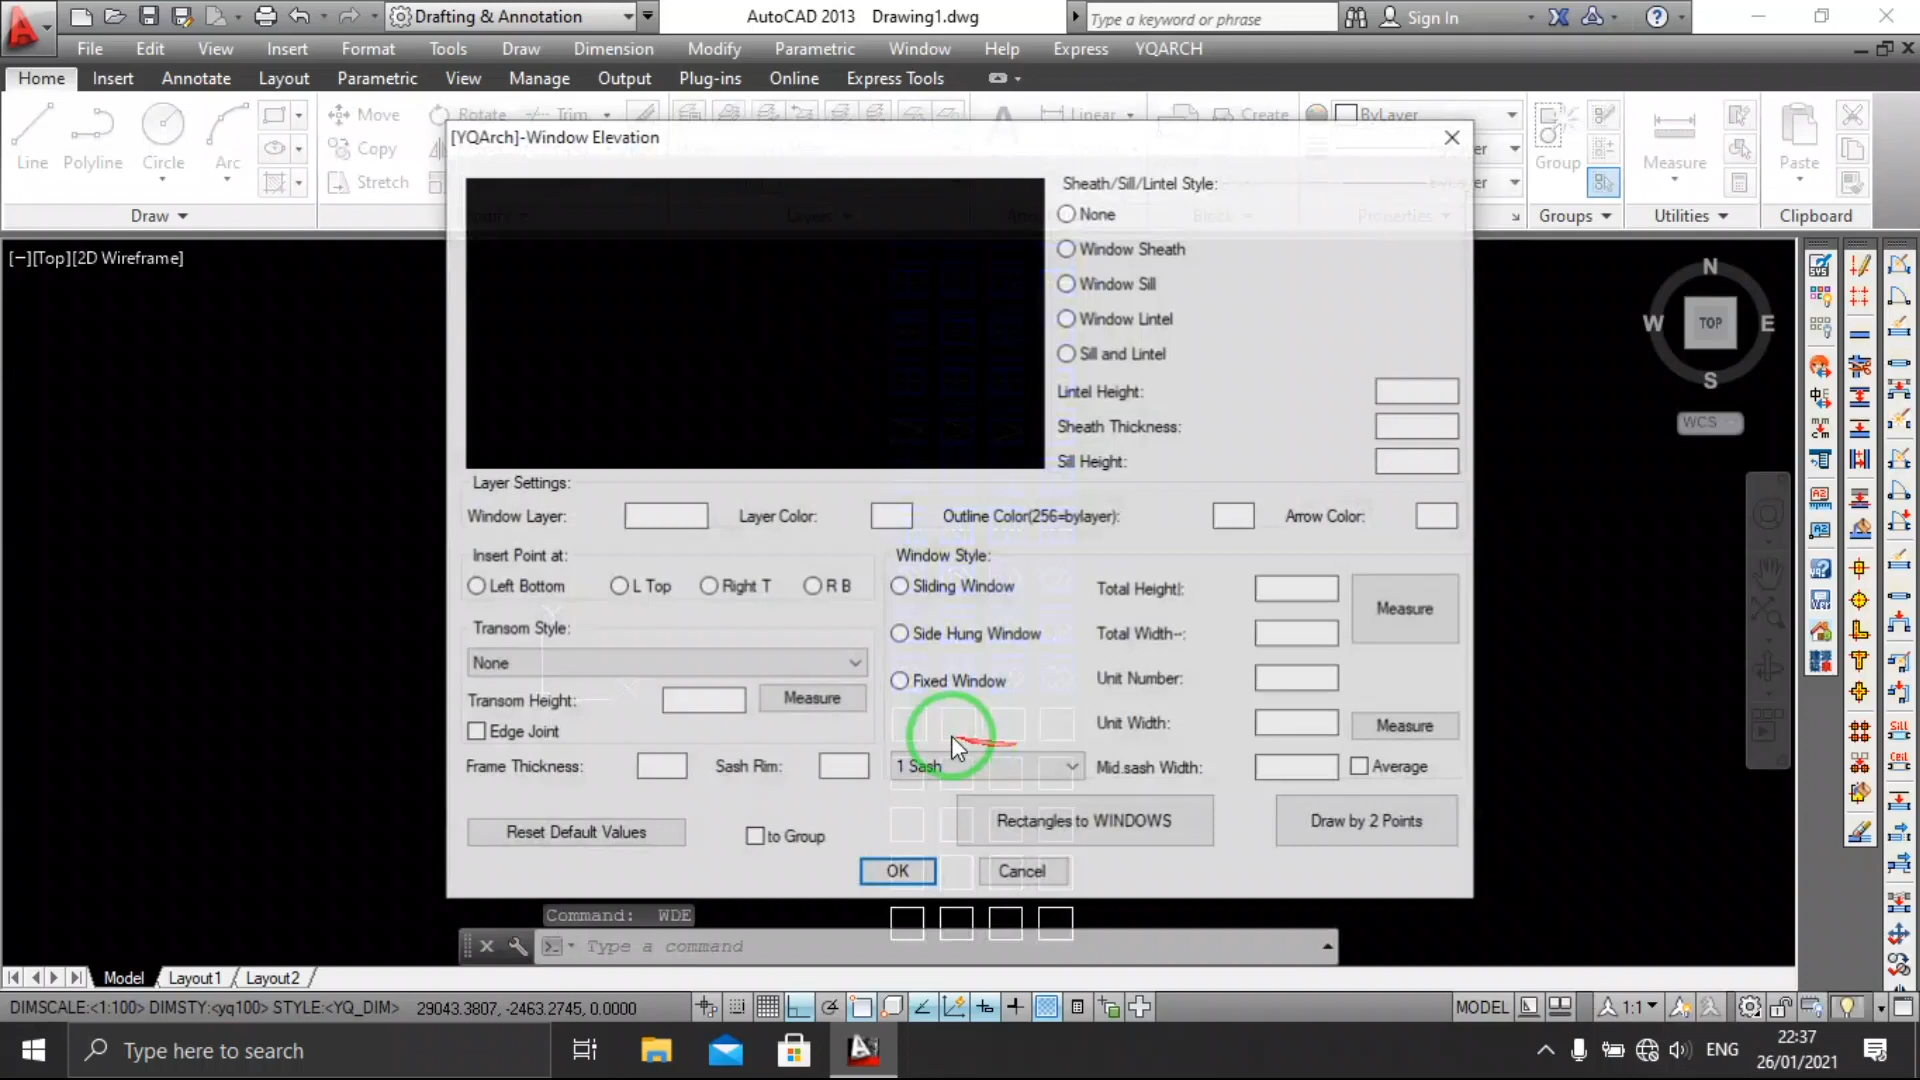 Drafting & Annotation
AutoCAD 2013 Drawing1.dwg
Type a keyword or phrase
Sign In
File Edit View Insert Format Tools Draw Dimension Modify Parametric Window Help Express YQARCH
Home Insert Annotate Layout Parametric View Manage Output Plug-ins Online Express Tools
Line Polyline Circle Arc
Move Rotate Trim
Copy
Stretch
Linear Create ByLayer
Group Measure Paste
Draw
Groups Utilities Clipboard
[YQArch]-Window Elevation
[−][Top][2D Wireframe]
Sheath/Sill/Lintel Style:
None
Window Sheath
Window Sill
Window Lintel
Sill and Lintel
Lintel Height:
Sheath Thickness:
Sill Height:
Layer Settings:
Window Layer: Layer Color: Outline Color(256=bylayer): Arrow Color:
Insert Point at:
Left Bottom L Top Right T R B
Transom Style:
None
Transom Height: Measure
Edge Joint
Frame Thickness: Sash Rim:
Window Style:
Sliding Window
Side Hung Window
Fixed Window
1 Sash
Total Height|:
Total Width--:
Measure
Unit Number:
Unit Width: Measure
Mid.sash Width: Average
Reset Default Values to Group Rectangles to WINDOWS Draw by 2 Points
OK Cancel
N
W TOP E
S
WCS
Sill
Ceil
Command: WDE
Type a command
Model Layout1 Layout2
DIMSCALE:<1:100> DIMSTY:<yq100> STYLE:<YQ_DIM> 29043.3807, -2463.2745, 0.0000
MODEL 1:1
Type here to search
ENG
22:37
26/01/2021